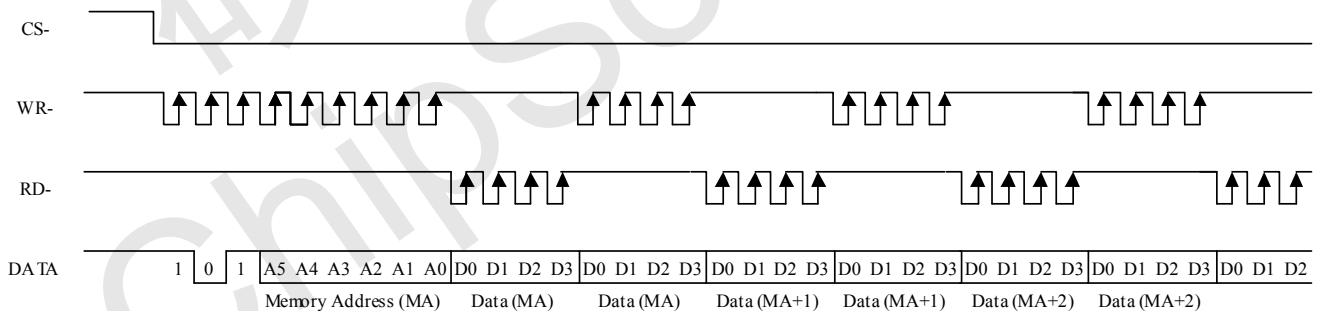 CS-
WR-
RD-
DATA 1 0 1 A5 A4 A3 A2 A1 A0 D0 D1 D2 D3 D0 D1 D2 D3 D0 D1 D2 D3 D0 D1 D2 D3 D0 D1 D2 D3 D0 D1 D2 D3 D0 D1 D2
Memory Address (MA) Data (MA) Data (MA) Data (MA+1) Data (MA+1) Data (MA+2) Data (MA+2)